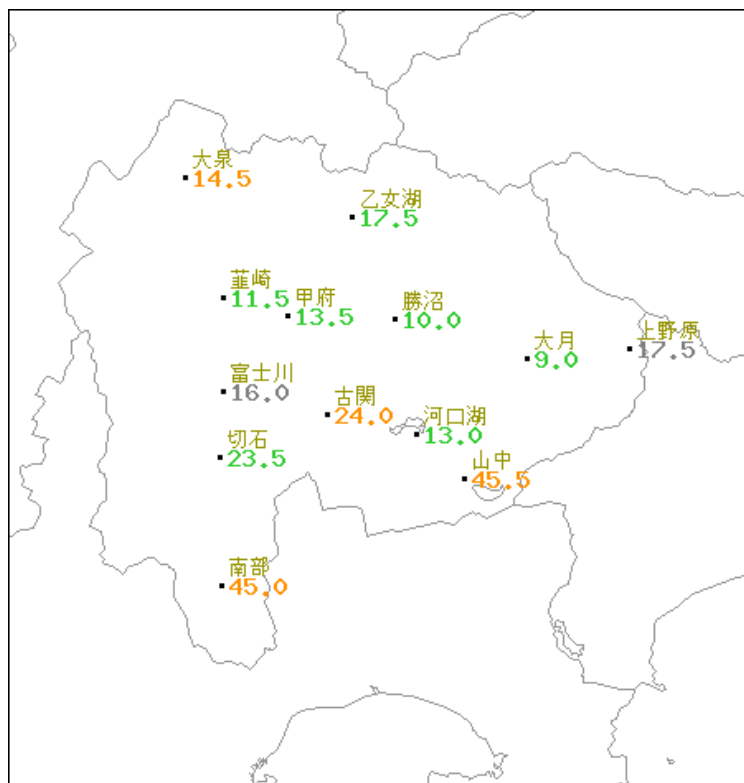 大泉
14.5
乙女湖
17.5
韮崎
11.5
甲府
13.5
勝沼
10.0
上野原
17.5
大月
9.0
富士川
16.0
古関
24.0
河口湖
13.0
切石
23.5
山中
45.5
南部
45.0